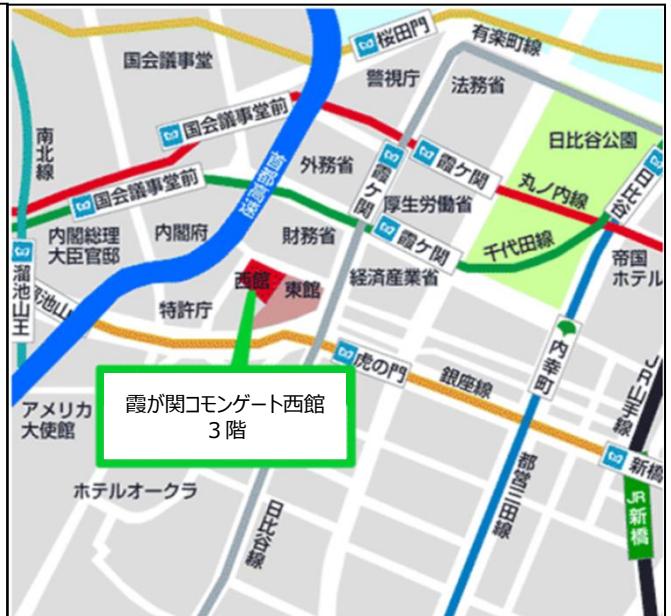 桜田門
有楽町線
国会議事堂
警視庁
法務省
国会議事堂前
日比谷公園
南北線
外務省
霞ケ関
霞ケ関
丸ノ内線
日比谷
国会議事堂前
首都高速
厚生労働省
内閣総理
大臣官邸
内閣府
財務省
霞ケ関
千代田線
帝国
ホテル
溜池山王
溜池山
特許庁
西館
東館
経済産業省
内幸町
虎の門
銀座線
JR山手線
霞が関コモンゲート西館
3階
アメリカ
大使館
新橋
ホテルオークラ
日比谷線
都営三田線
JR
新橋